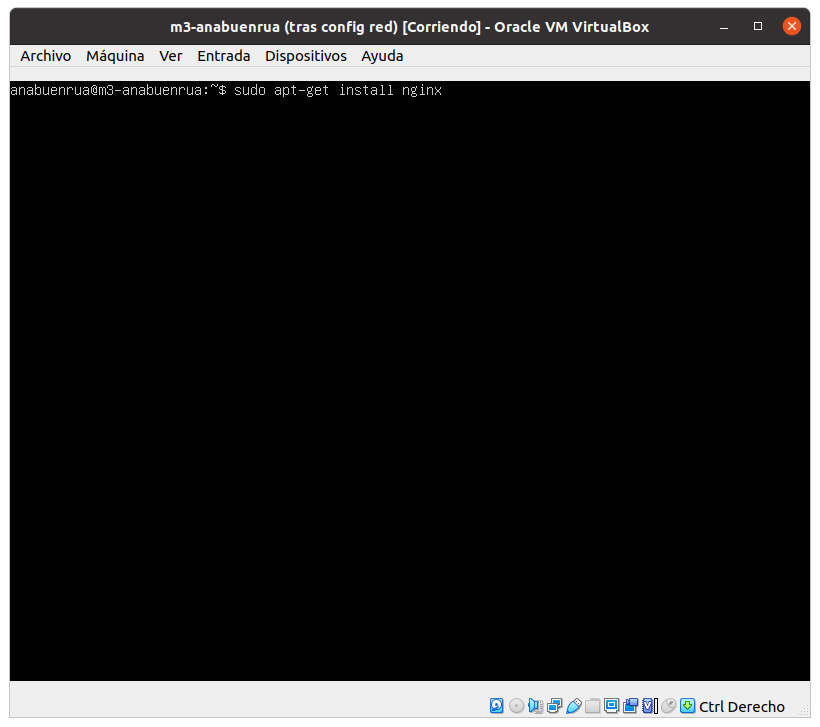 m3-anabuenrua (tras config red) [Corriendo] - Oracle VM VirtualBox
Archivo Máquina Ver Entrada Dispositivos Ayuda
anabuenrua@m3-anabuenrua:~$ sudo apt-get install nginx
Ctrl Derecho